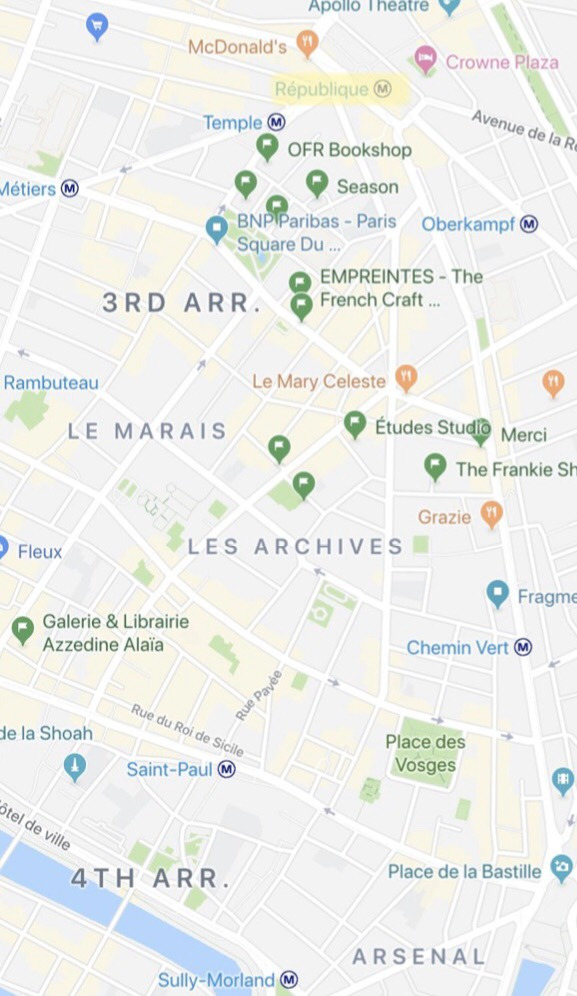 Apollo Théâtre
McDonald's
Crowne Plaza
République M
Temple M
Avenue de la R
OFR Bookshop
Métiers M
Season
BNP Paribas - Paris
Square Du ...
Oberkampf M
EMPREINTES - The
French Craft ...
3RD ARR.
Rambuteau
Le Mary Celeste
LE MARAIS
Études Studio
Merci
The Frankie Sh
Grazie
LES ARCHIVES
Fleux
Fragme
Galerie & Librairie
Azzedine Alaïa
Chemin Vert M
Rue Pavée
Rue du Roi de Sicile
de la Shoah
Place des
Vosges
Saint-Paul M
ôtel de ville
Place de la Bastille
4TH ARR.
ARSENAL
Sully-Morland M